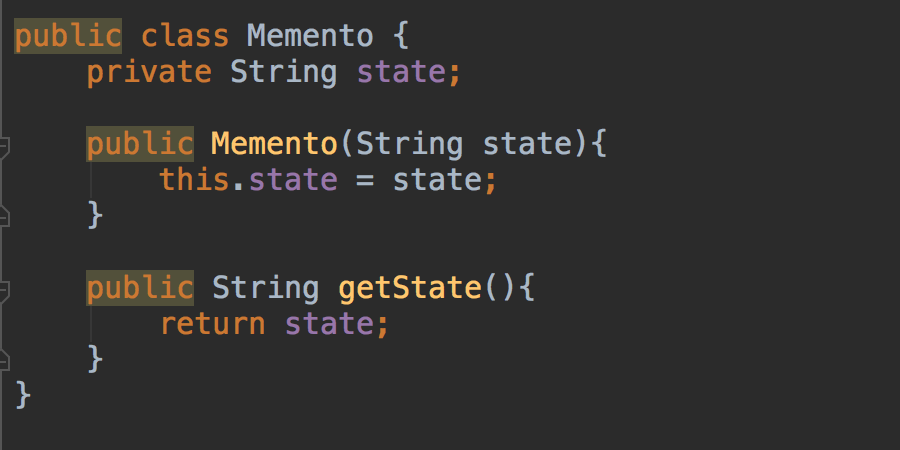 public class Memento {
    private String state;

    public Memento(String state){
        this.state = state;
    }

    public String getState(){
        return state;
    }
}